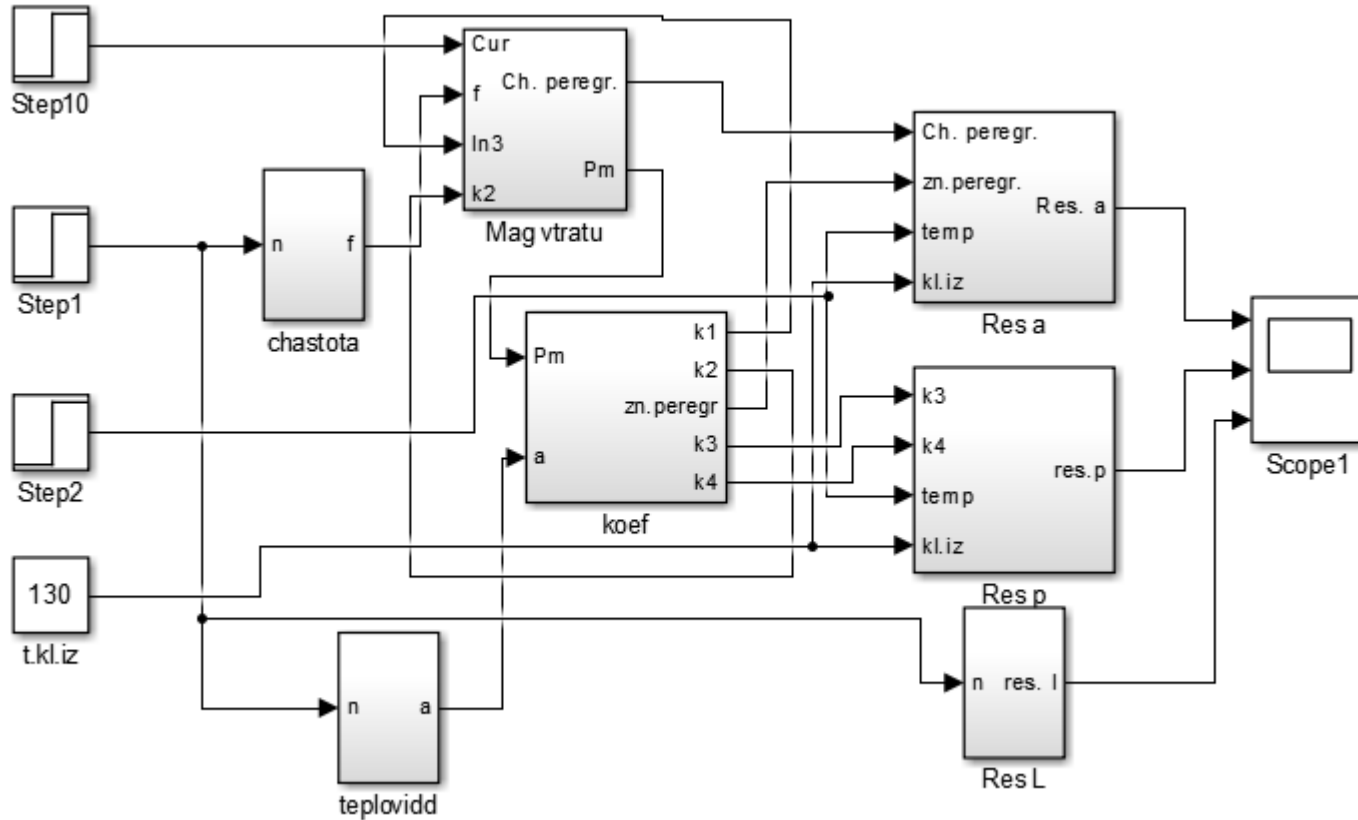 Step10
Cur
f
In3
k2
Ch. peregr.
Pm
Mag vtratu
Step1
n
f
chastota
Ch. peregr.
zn.peregr.
temp
kl.iz
Res. a
Res a
Step2
Pm
a
k1
k2
zn.peregr
k3
k4
koef
k3
k4
temp
kl.iz
res.p
Res p
Scope1
130
t.kl.iz
n
a
teplovidd
n
res. l
Res L